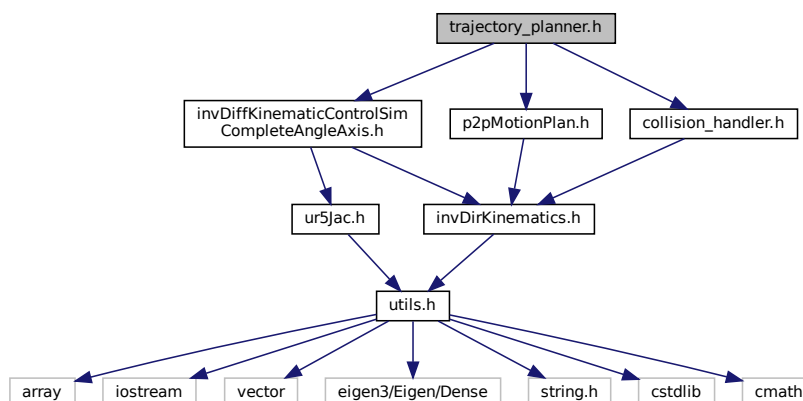 trajectory_planner.h
invDiffKinematicControlSim
CompleteAngleAxis.h
p2pMotionPlan.h
collision_handler.h
ur5Jac.h
invDirKinematics.h
utils.h
array
iostream
vector
eigen3/Eigen/Dense
string.h
cstdlib
cmath